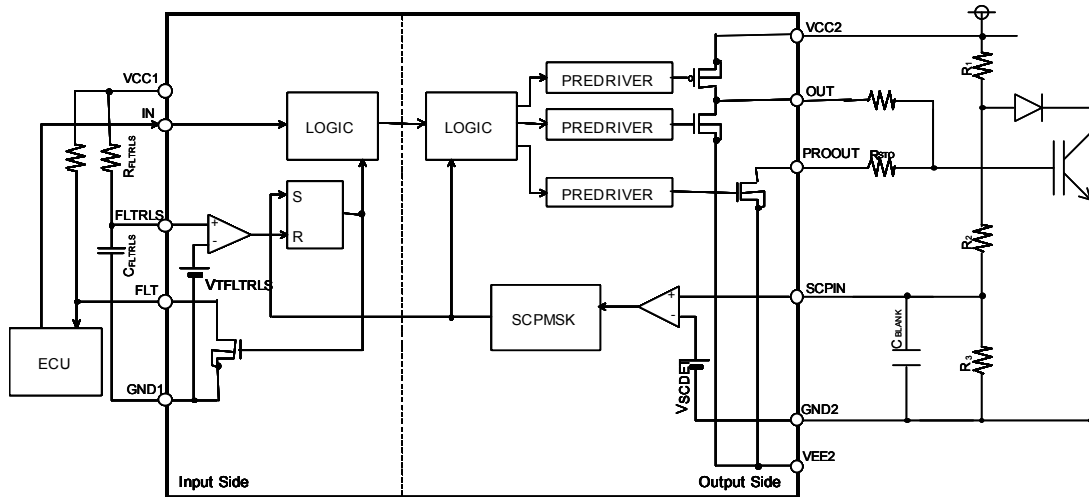 VCC2
VCC1
R1
PREDRIVER
OUT
IN
LOGIC
LOGIC
PREDRIVER
PROOUT
RSTO
RFLTRLS
PREDRIVER
S
FLTRLS
+
R
-
CFLTRLS
VTFLTRLS
R2
FLT
SCPMSK
+
-
SCPIN
CBLANK
ECU
VSCDET
R3
GND1
GND2
VEE2
Input Side
Output Side